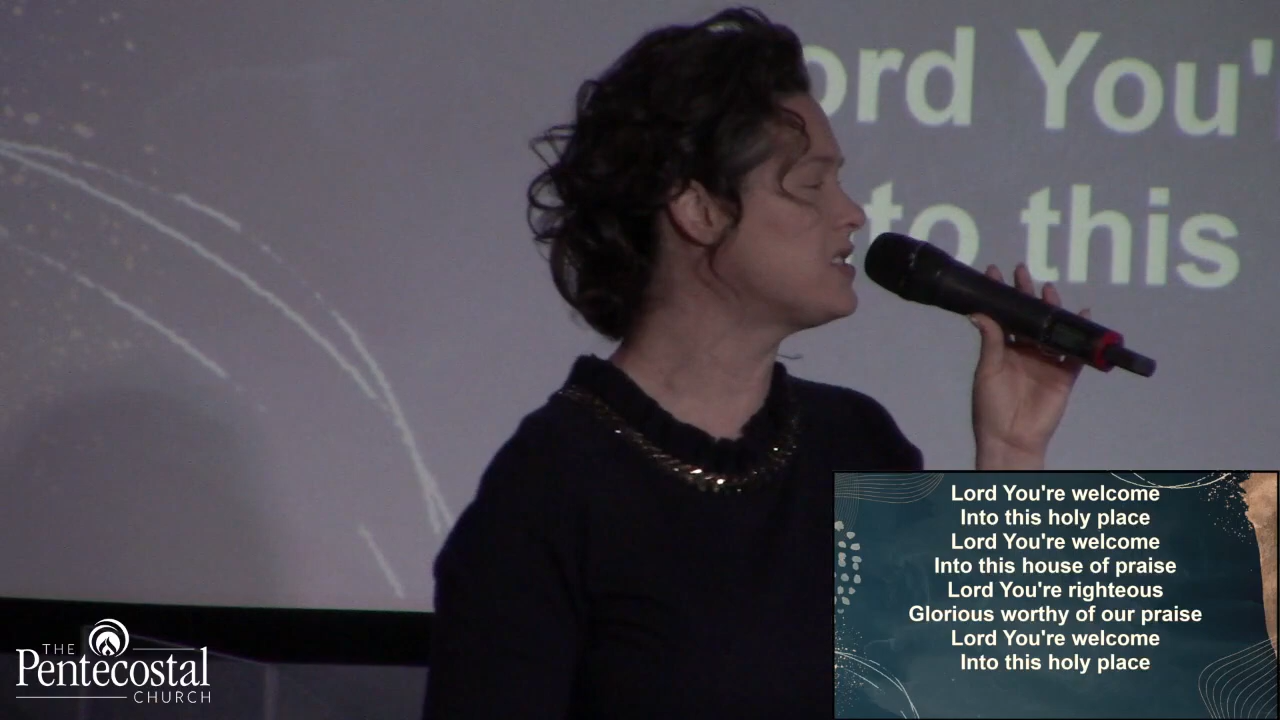 ord You'
to this
Lord You're welcome
Into this holy place
Lord You're welcome
Into this house of praise
Lord You're righteous
Glorious worthy of our praise
Lord You're welcome
Into this holy place
THE
Pentecostal
CHURCH